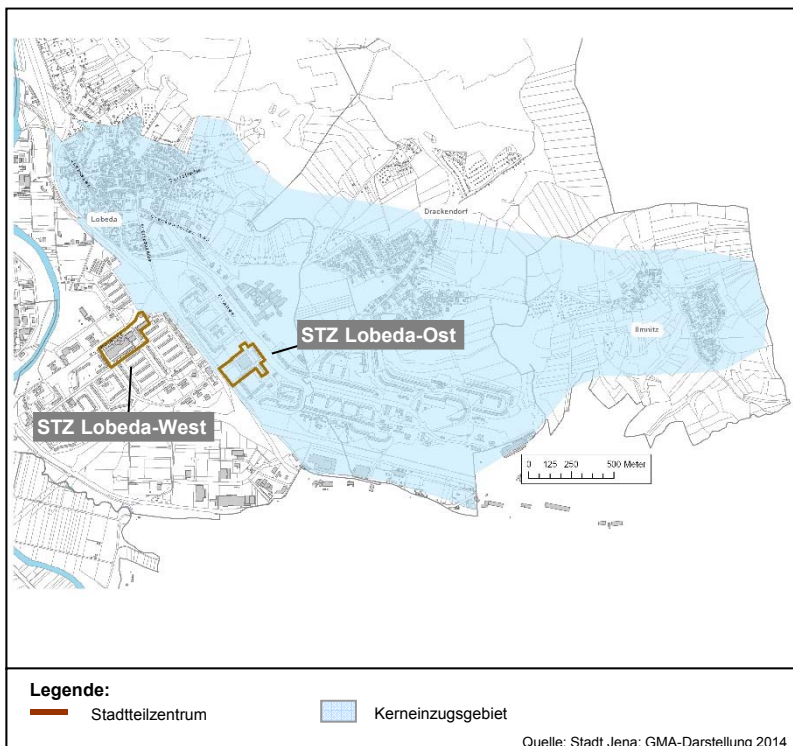 Lobeda
Drackendorf
Ilmnitz
STZ Lobeda-Ost
STZ Lobeda-West
0 125 250 500 Meter
Legende:
Stadtteilzentrum
Kerneinzugsgebiet
Quelle: Stadt Jena; GMA-Darstellung 2014